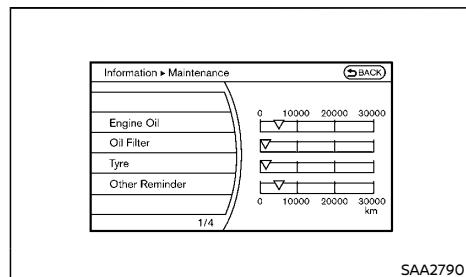 Information ▸ Maintenance
BACK
0 10000 20000 30000
Engine Oil
Oil Filter
Tyre
Other Reminder
0 10000 20000 30000
km
1/4
SAA2790